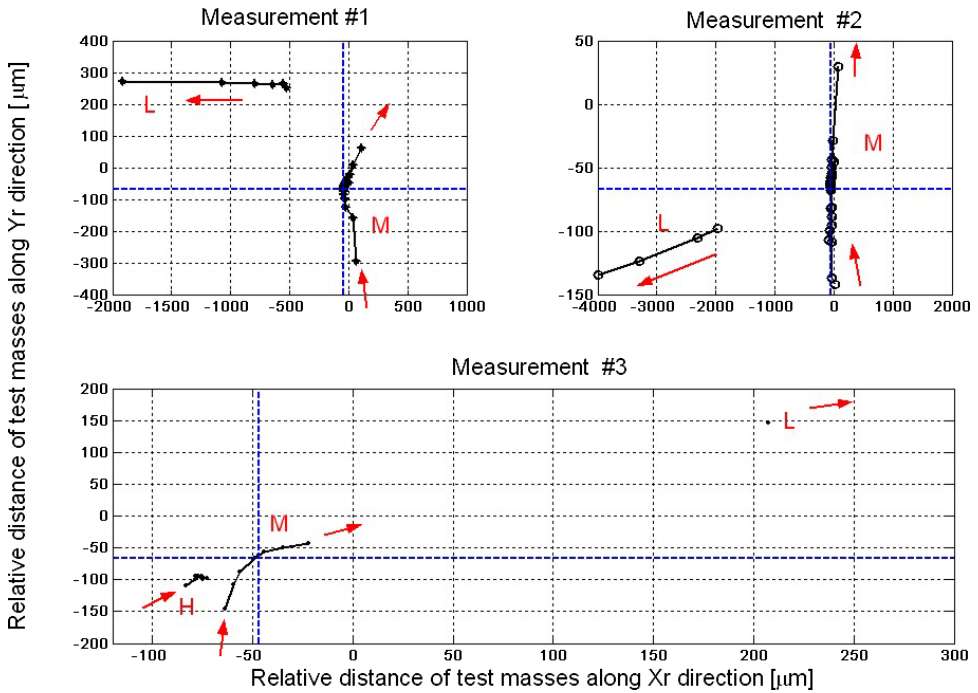 Measurement #1
Measurement #2
Relative distance of test masses along Yr direction [μm]
400
300
200
100
0
-100
-200
-300
-400
-2000 -1500 -1000 -500 0 500 1000
L
M
50
0
-50
-100
-150
-4000 -3000 -2000 -1000 0 1000 2000
M
L
Measurement #3
200
150
100
50
0
-50
-100
-150
-200
-100 -50 0 50 100 150 200 250 300
L
M
H
Relative distance of test masses along Xr direction [μm]